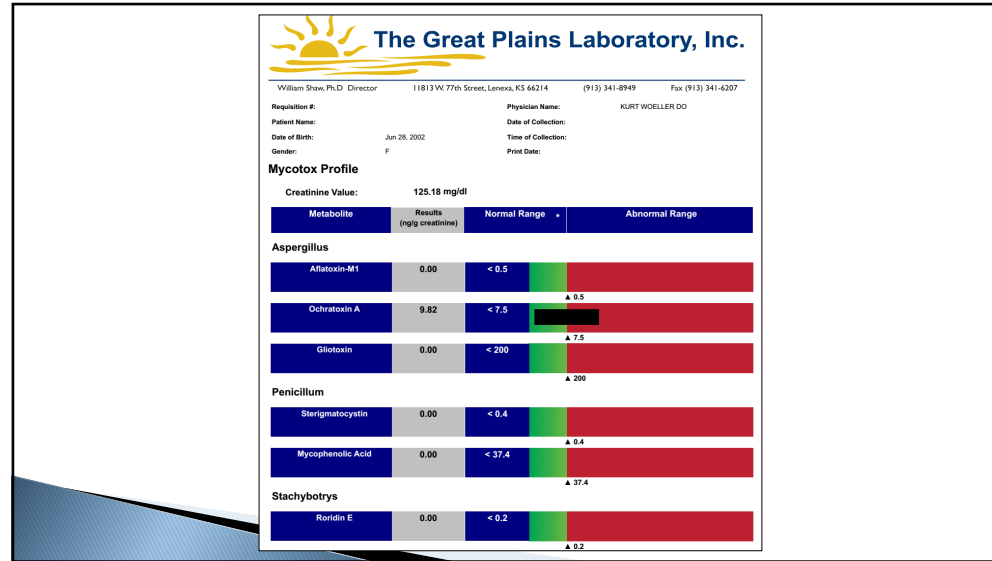 The Great Plains Laboratory, Inc.
William Shaw, Ph.D Director 11813 W. 77th Street, Lenexa, KS 66214 (913) 341-8949 Fax (913) 341-6207
Requisition #: Physician Name: KURT WOELLER DO
Patient Name: Date of Collection:
Date of Birth: Jun 28, 2002 Time of Collection:
Gender: F Print Date:
Mycotox Profile
Creatinine Value: 125.18 mg/dl
Metabolite Results (ng/g creatinine) Normal Range * Abnormal Range
Aspergillus
Aflatoxin-M1 0.00 < 0.5
▲ 0.5
Ochratoxin A 9.82 < 7.5
▲ 7.5
Gliotoxin 0.00 < 200
▲ 200
Penicillum
Sterigmatocystin 0.00 < 0.4
▲ 0.4
Mycophenolic Acid 0.00 < 37.4
▲ 37.4
Stachybotrys
Roridin E 0.00 < 0.2
▲ 0.2